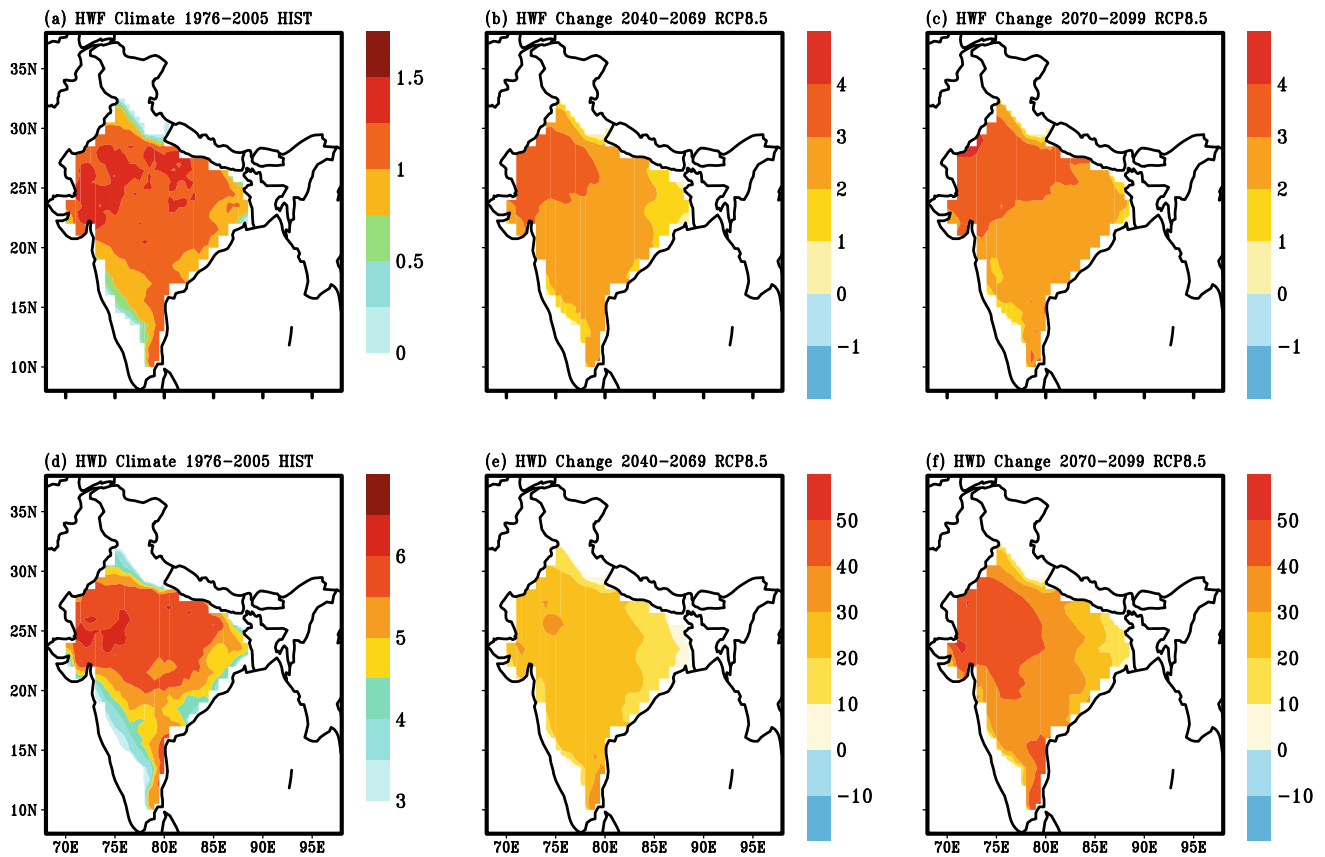 (a) HWF Climate 1976-2005 HIST
35N
30N
25N
20N
15N
10N
1.5
1
0.5
0
(b) HWF Change 2040-2069 RCP8.5
4
3
2
1
0
-1
(c) HWF Change 2070-2099 RCP8.5
4
3
2
1
0
-1
(d) HWD Climate 1976-2005 HIST
35N
30N
25N
20N
15N
10N
70E 75E 80E 85E 90E 95E
6
5
4
3
(e) HWD Change 2040-2069 RCP8.5
70E 75E 80E 85E 90E 95E
50
40
30
20
10
0
-10
(f) HWD Change 2070-2099 RCP8.5
70E 75E 80E 85E 90E 95E
50
40
30
20
10
0
-10